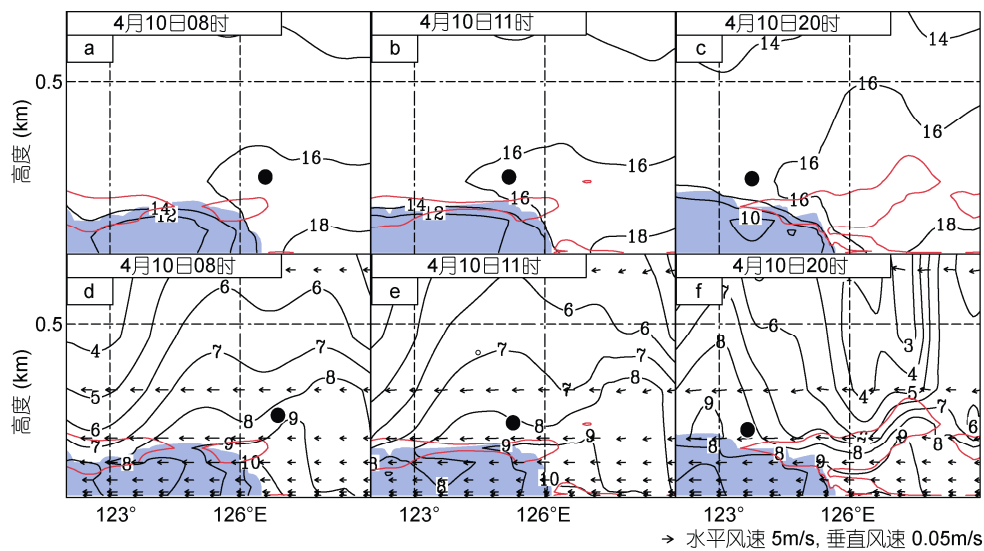 4月10日08时 4月10日11时 4月10日20时
a b c
14 14
0.5 16
16
16 16 16 16
14 12 14 12 16 16
10
18 18 18
高度 (km)
4月10日08时 4月10日11时 4月10日20时
d e f
6 6 6 4 7
0.5 6 6 3
4 7 7 7 8 4
5 7 4 5
6 8 8 9 7 6
7 8 9 8 9 7 9 8
8 9 8 9 8 8 9
8 10 8 10
高度 (km)
123° 126°E 123° 126°E 123° 126°E
水平风速 5m/s, 垂直风速 0.05m/s